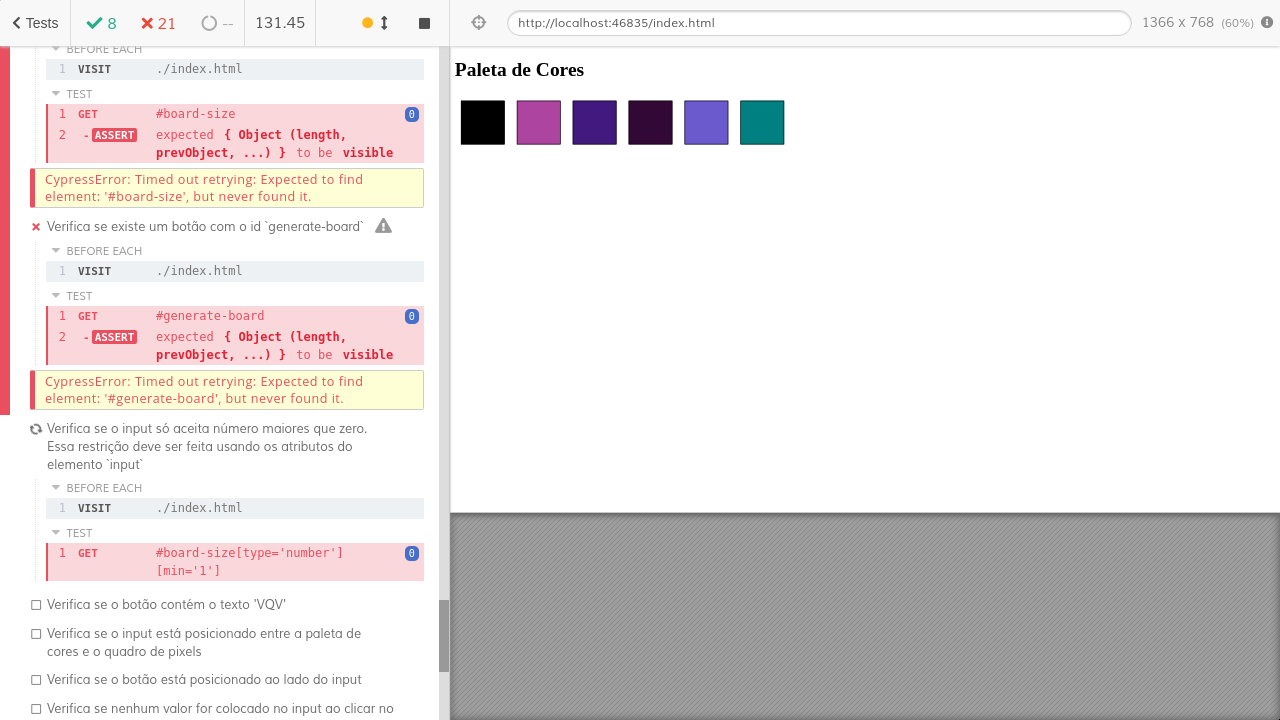 Tests 8 21 -- 131.45
http://localhost:46835/index.html 1366 x 768 (60%)
BEFORE EACH
1 VISIT ./index.html
TEST
1 GET #board-size 0
2 -ASSERT expected { Object (length,
prevObject, ...) } to be visible
CypressError: Timed out retrying: Expected to find
element: '#board-size', but never found it.
Verifica se existe um botão com o id `generate-board`
BEFORE EACH
1 VISIT ./index.html
TEST
1 GET #generate-board 0
2 -ASSERT expected { Object (length,
prevObject, ...) } to be visible
CypressError: Timed out retrying: Expected to find
element: '#generate-board', but never found it.
Verifica se o input só aceita número maiores que zero.
Essa restrição deve ser feita usando os atributos do
elemento `input`
BEFORE EACH
1 VISIT ./index.html
TEST
1 GET #board-size[type='number'] 0
[min='1']
Verifica se o botão contém o texto 'VQV'
Verifica se o input está posicionado entre a paleta de
cores e o quadro de pixels
Verifica se o botão está posicionado ao lado do input
Verifica se nenhum valor for colocado no input ao clicar no
Paleta de Cores